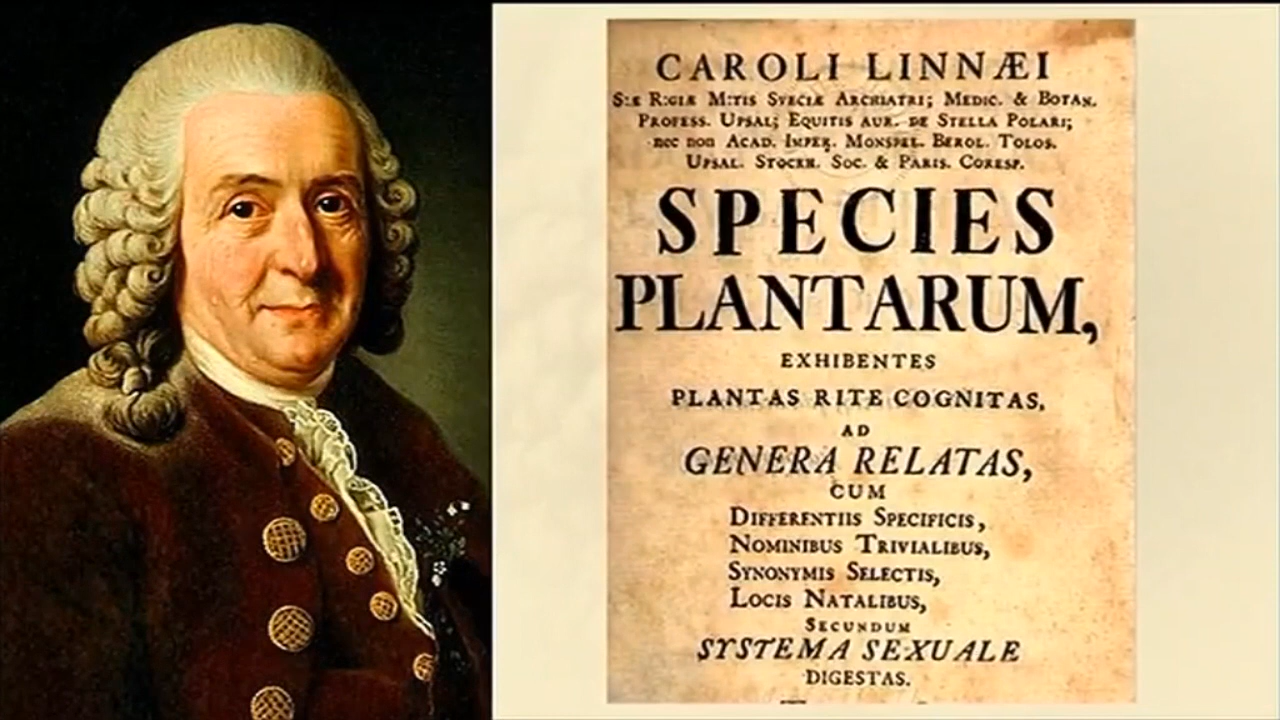 CAROLI LINNÆI
S:Æ R:GIÆ M:TIS SVECIÆ ARCHIATRI; MEDIC. & BOTAN.
PROFESS. UPSAL; EQUITIS AUR. DE STELLA POLARI;
nec non ACAD. IMPER. MONSPEL. BEROL. TOLOS.
UPSAL. STOCKH. SOC. & PARIS. CORESP.
SPECIES
PLANTARUM,
EXHIBENTES
PLANTAS RITE COGNITAS,
AD
GENERA RELATAS,
CUM
DIFFERENTIIS SPECIFICIS,
NOMINIBUS TRIVIALIBUS,
SYNONYMIS SELECTIS,
LOCIS NATALIBUS,
SECUNDUM
SYSTEMA SEXUALE
DIGESTAS.